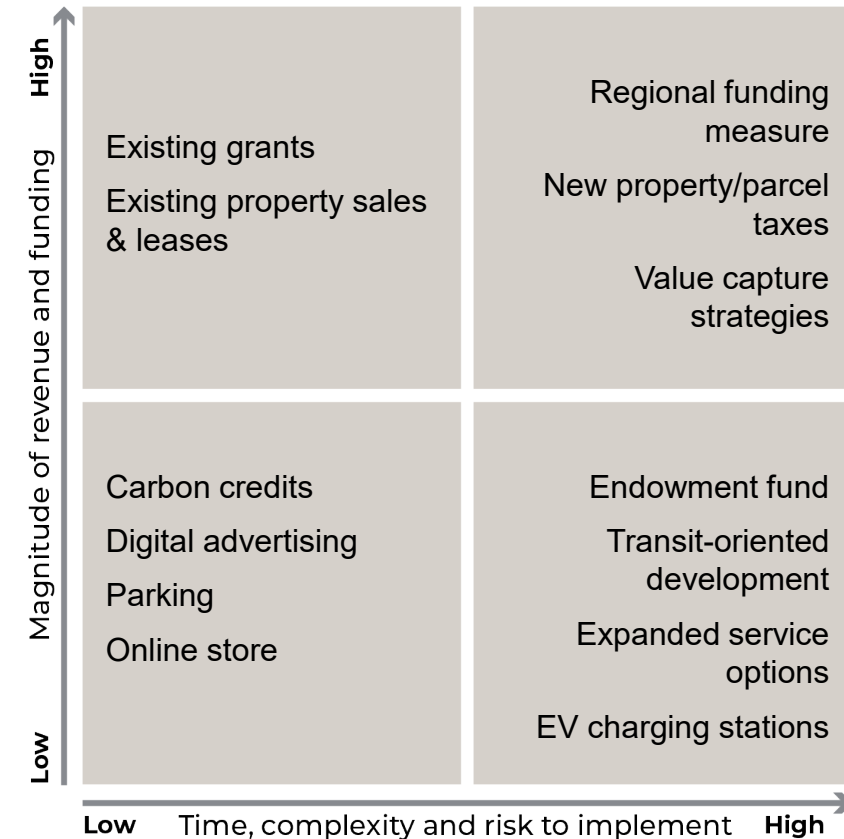 High
Magnitude of revenue and funding
Low
Existing grants
Existing property sales
& leases
Regional funding
measure
New property/parcel
taxes
Value capture
strategies
Carbon credits
Digital advertising
Parking
Online store
Endowment fund
Transit-oriented
development
Expanded service
options
EV charging stations
Low
Time, complexity and risk to implement
High